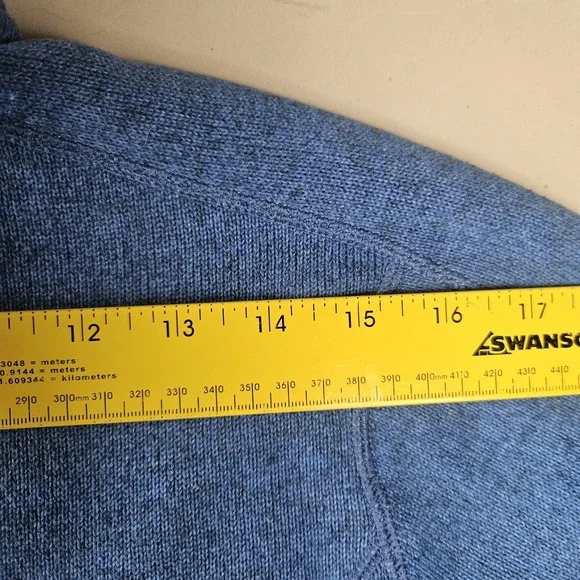 12 13 14 15 16 17
3048 = meters
0.9144 = meters
1.609344 = kilometers
SWANSO
290 300mm 310 320 330 340 350 360 370 380 390 400mm 410 420 430 440